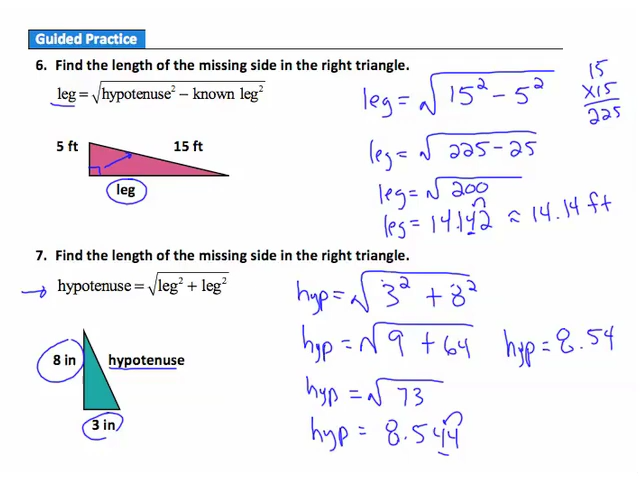 Guided Practice
6. Find the length of the missing side in the right triangle.
leg = √hypotenuse² − known leg²
5 ft
15 ft
leg
leg = √15² − 5²
leg = √225 − 25
leg = √200
leg = 14.142 ≈ 14.14 ft
15
x15
225
7. Find the length of the missing side in the right triangle.
→ hypotenuse = √leg² + leg²
8 in
hypotenuse
3 in
hyp = √3² + 8²
hyp = √9 + 64
hyp = 8.54
hyp = √73
hyp = 8.544